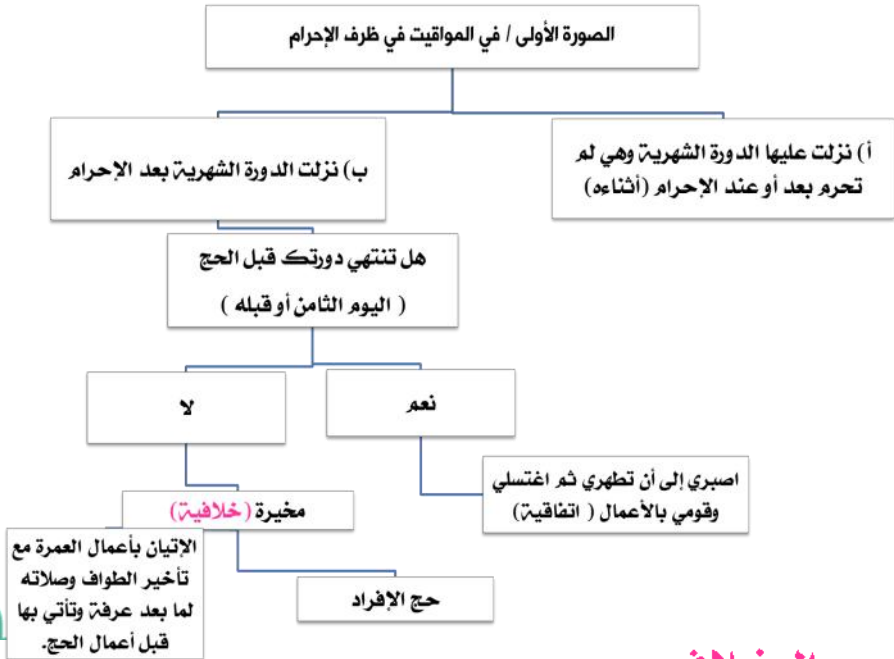 الصورة الأولى / في المواقيت في ظرف الإحرام
أ) نزلت عليها الدورة الشهرية وهي لم
تحرم بعد أو عند الإحرام (أثناءه)
ب) نزلت الدورة الشهرية بعد الإحرام
هل تنتهي دورتك قبل الحج
( اليوم الثامن أو قبله )
نعم
لا
اصبري إلى أن تطهري ثم اغتسلي
وقومي بالأعمال ( اتفاقية)
مخيرة (خلافية)
حج الإفراد
الإتيان بأعمال العمرة مع
تأخير الطواف وصلاته
لما بعد عرفة وتأتي بها
قبل أعمال الحج.